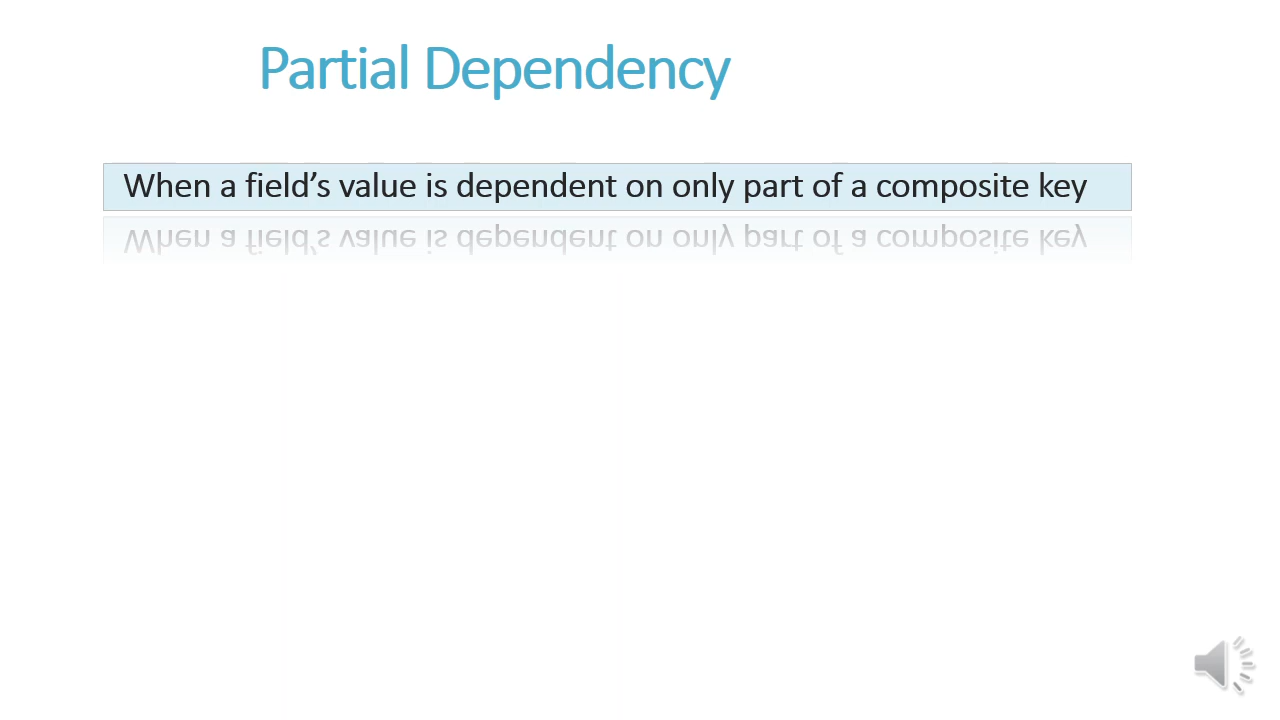 Partial Dependency
When a field’s value is dependent on only part of a composite key